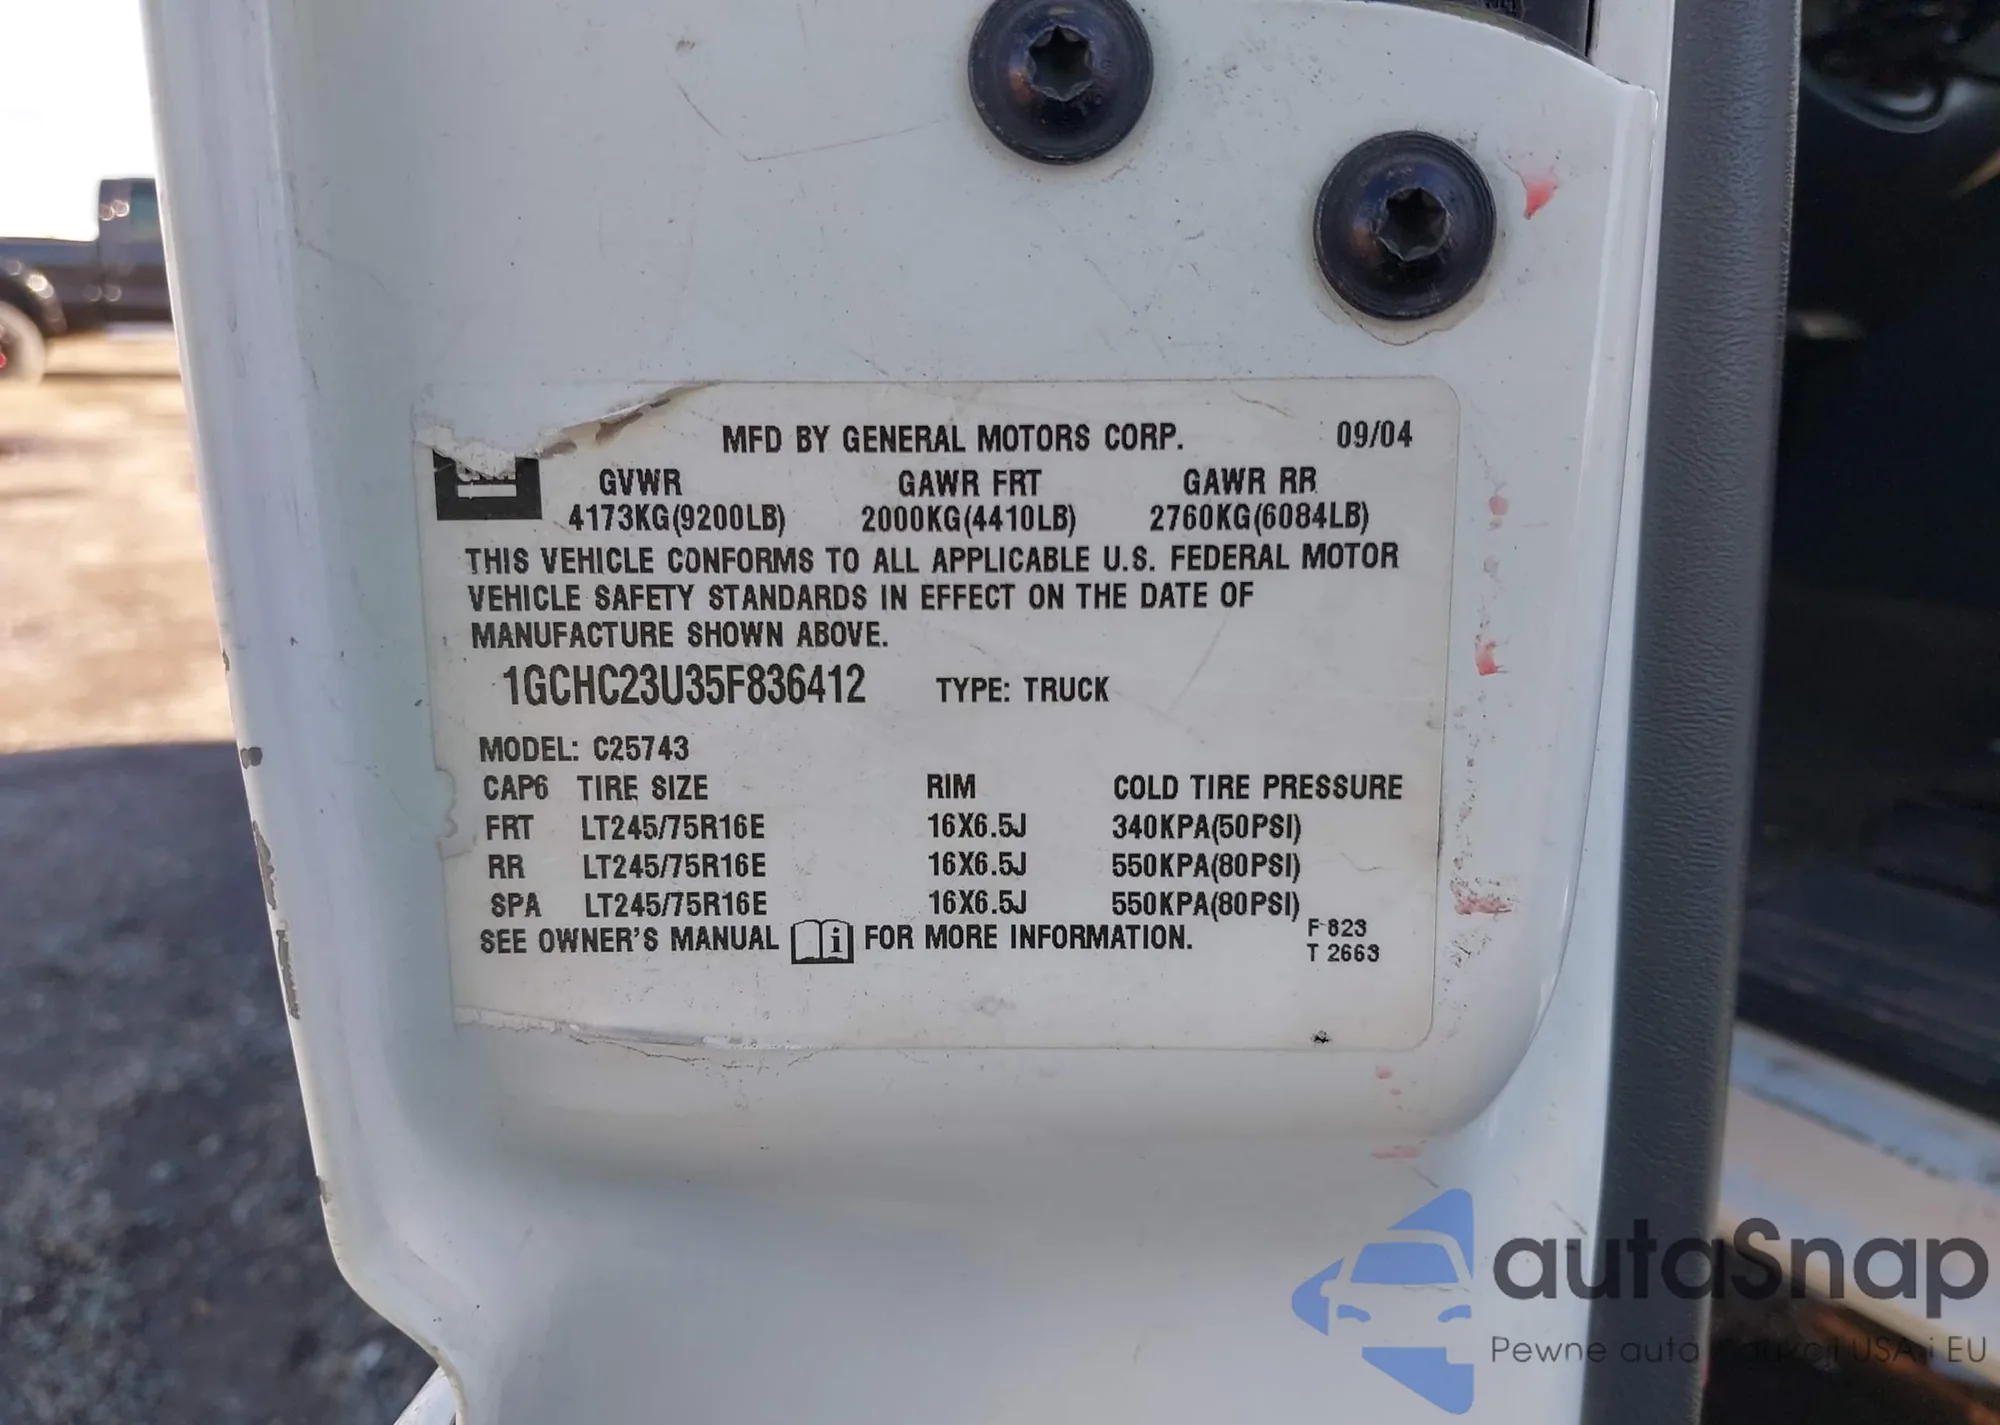 MFD BY GENERAL MOTORS CORP. 09/04
GVWR GAWR FRT GAWR RR
4173KG(9200LB) 2000KG(4410LB) 2760KG(6084LB)
THIS VEHICLE CONFORMS TO ALL APPLICABLE U.S. FEDERAL MOTOR
VEHICLE SAFETY STANDARDS IN EFFECT ON THE DATE OF
MANUFACTURE SHOWN ABOVE.
1GCHC23U35F836412 TYPE: TRUCK
MODEL: C25743
CAP6 TIRE SIZE RIM COLD TIRE PRESSURE
FRT LT245/75R16E 16X6.5J 340KPA(50PSI)
RR LT245/75R16E 16X6.5J 550KPA(80PSI)
SPA LT245/75R16E 16X6.5J 550KPA(80PSI)
SEE OWNER'S MANUAL i FOR MORE INFORMATION.
F 823
T 2663
autoSnap
Pewne auta z aukcji USA i EU